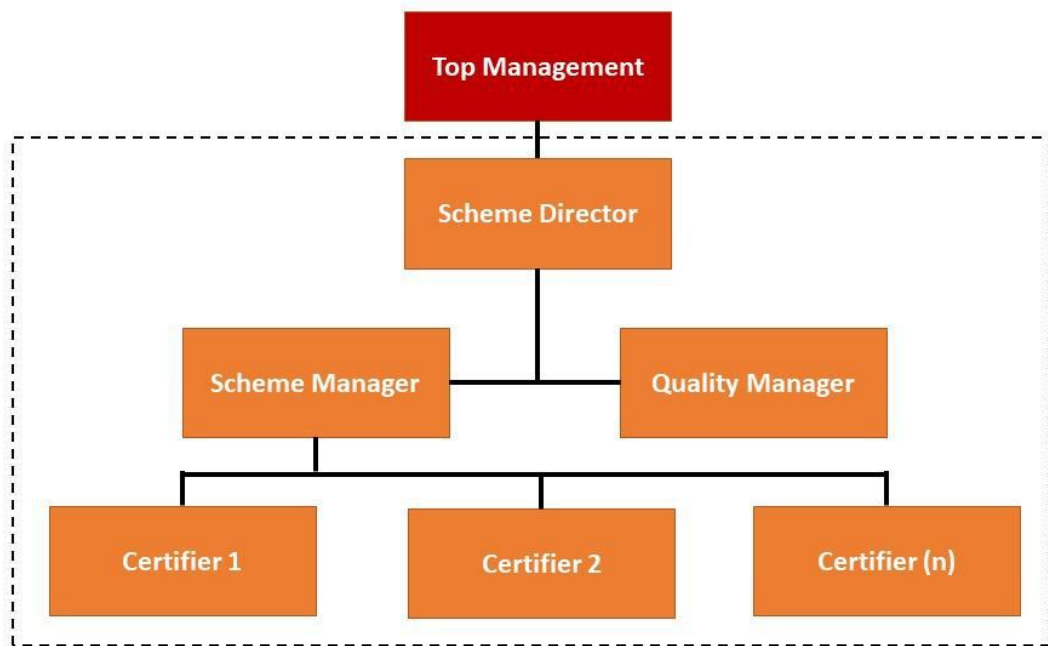 Top Management
Scheme Director
Scheme Manager
Quality Manager
Certifier 1
Certifier 2
Certifier (n)